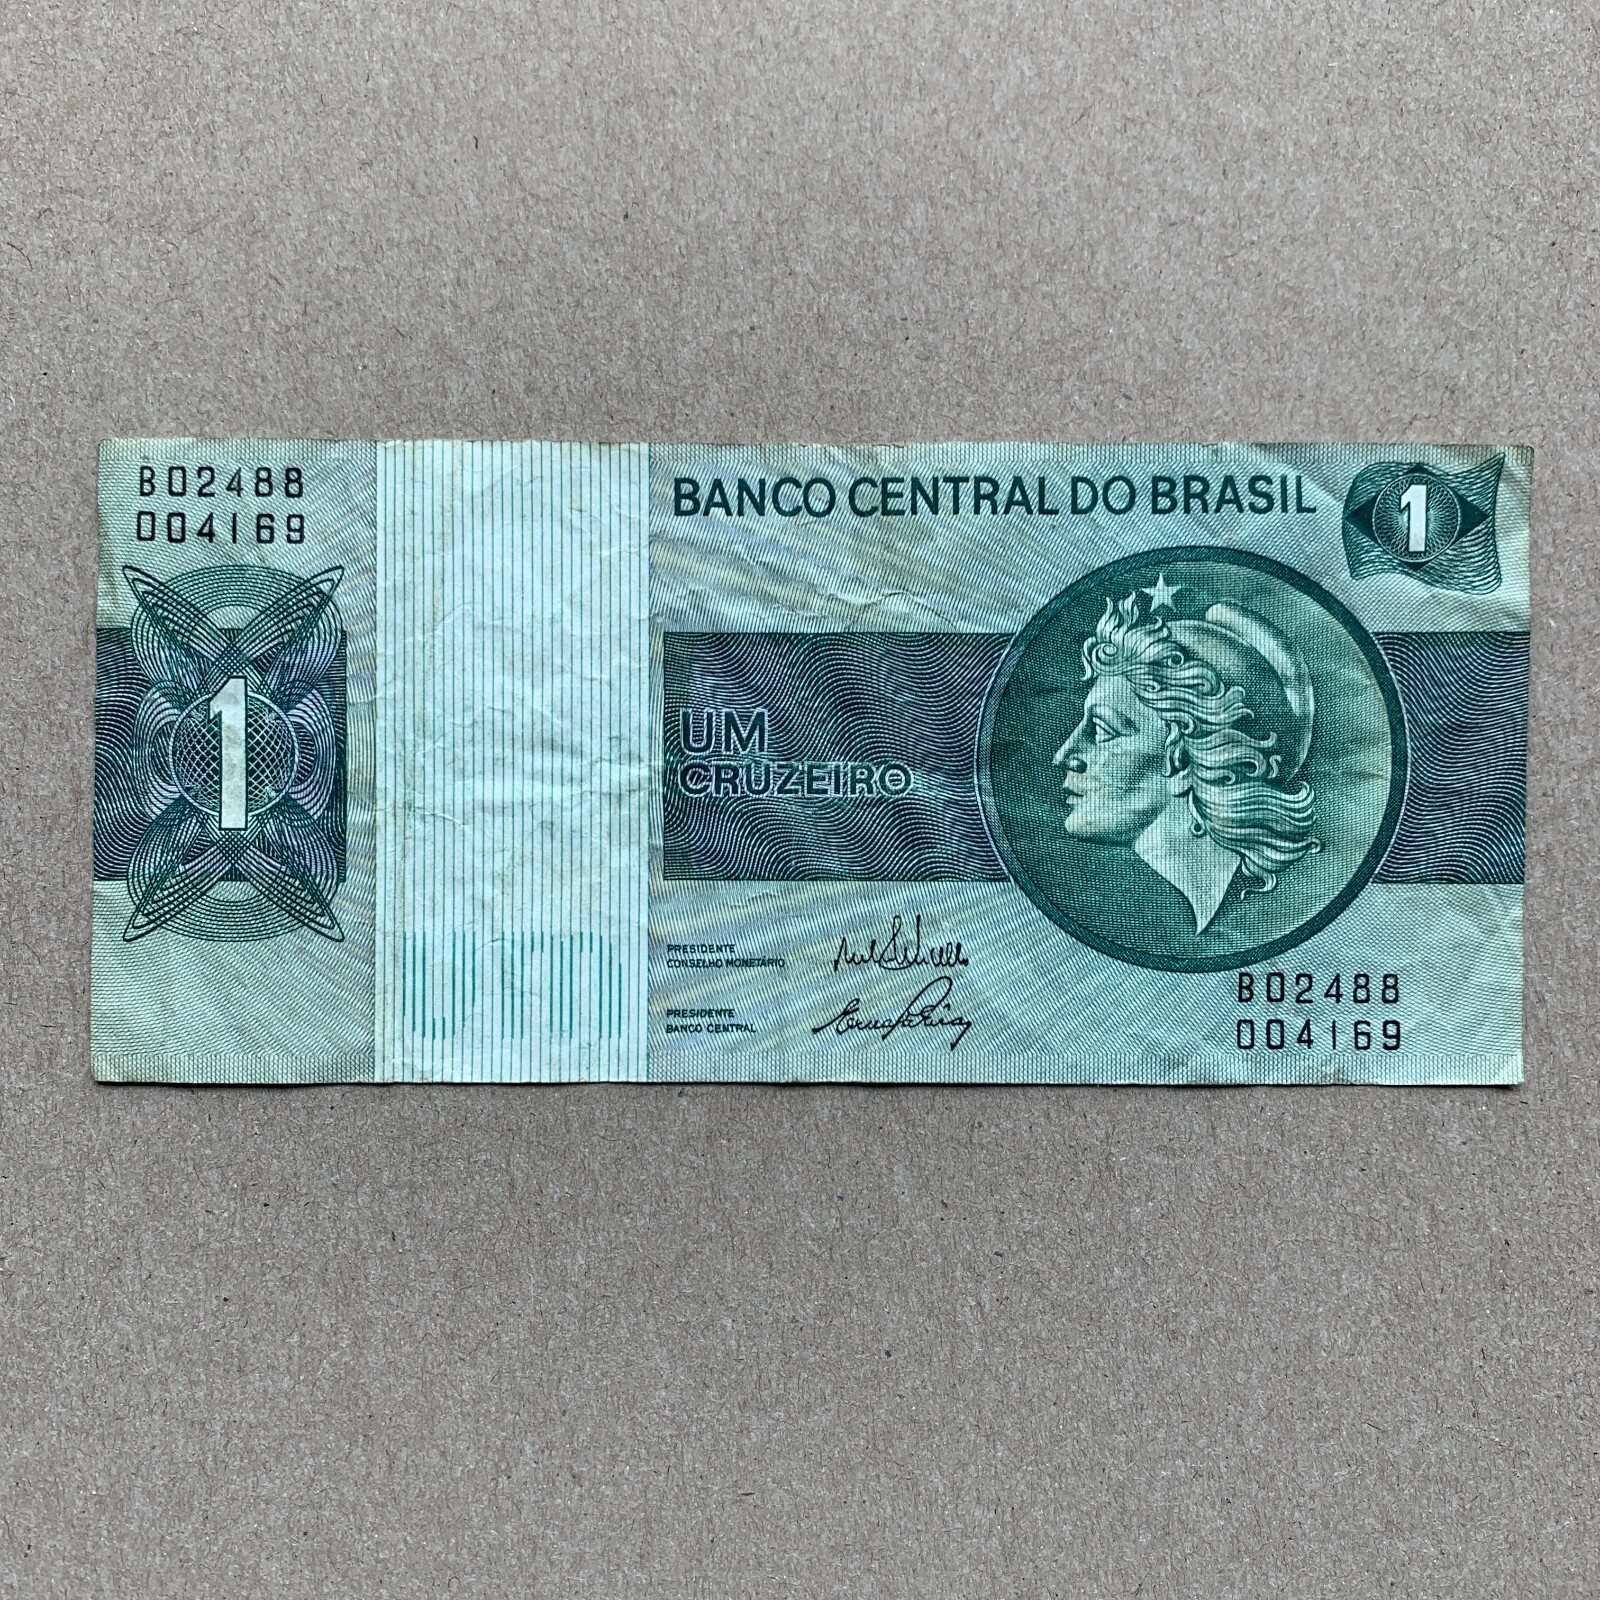 B02488
004169
BANCO CENTRAL DO BRASIL
1
1
UM
CRUZEIRO
PRESIDENTE
CONSELHO MONETÁRIO
PRESIDENTE
BANCO CENTRAL
B02488
004169